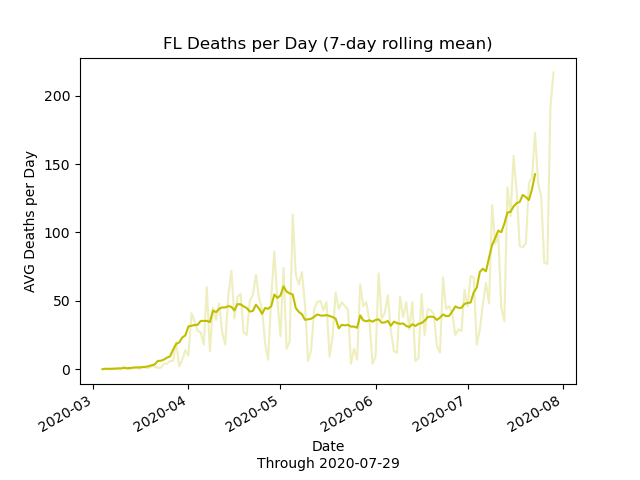 FL Deaths per Day (7-day rolling mean)
200
150
100
50
0
AVG Deaths per Day
2020-03
2020-04
2020-05
2020-06
2020-07
2020-08
Date
Through 2020-07-29